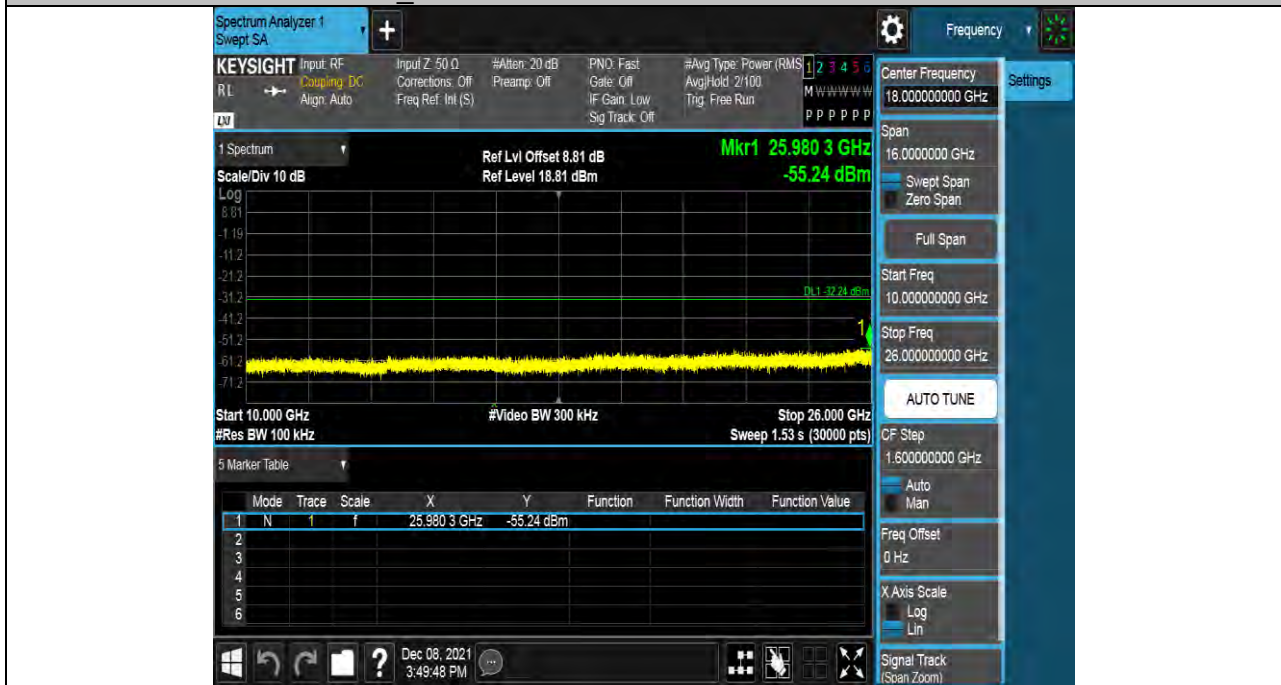 Spectrum Analyzer 1
Swept SA
+
Frequency
KEYSIGHT
RL
LXI
Input: RF
Coupling: DC
Align: Auto
Input Z: 50 Ω
Corrections: Off
Freq Ref: Int (S)
#Atten: 20 dB
Preamp: Off
PNO: Fast
Gate: Off
IF Gain: Low
Sig Track: Off
#Avg Type: Power (RMS
Avg|Hold: 2/100
Trig: Free Run
1 2 3 4 5 6
M W W W W W
P P P P P P
Center Frequency
18.000000000 GHz
Settings
1 Spectrum
Scale/Div 10 dB
Ref Lvl Offset 8.81 dB
Ref Level 18.81 dBm
Mkr1 25.980 3 GHz
-55.24 dBm
Log
8.81
-1.19
-11.2
-21.2
-31.2
-41.2
-51.2
-61.2
-71.2
DL1 -32.24 dBm
1
Start 10.000 GHz
#Res BW 100 kHz
#Video BW 300 kHz
Stop 26.000 GHz
Sweep 1.53 s (30000 pts)
Span
16.0000000 GHz
Swept Span
Zero Span
Full Span
Start Freq
10.000000000 GHz
Stop Freq
26.000000000 GHz
AUTO TUNE
CF Step
1.600000000 GHz
Auto
Man
Freq Offset
0 Hz
X Axis Scale
Log
Lin
Signal Track
(Span Zoom)
5 Marker Table
Mode Trace Scale X Y Function Function Width Function Value
1 N 1 f 25.980 3 GHz -55.24 dBm
2
3
4
5
6
?
Dec 08, 2021
3:49:48 PM